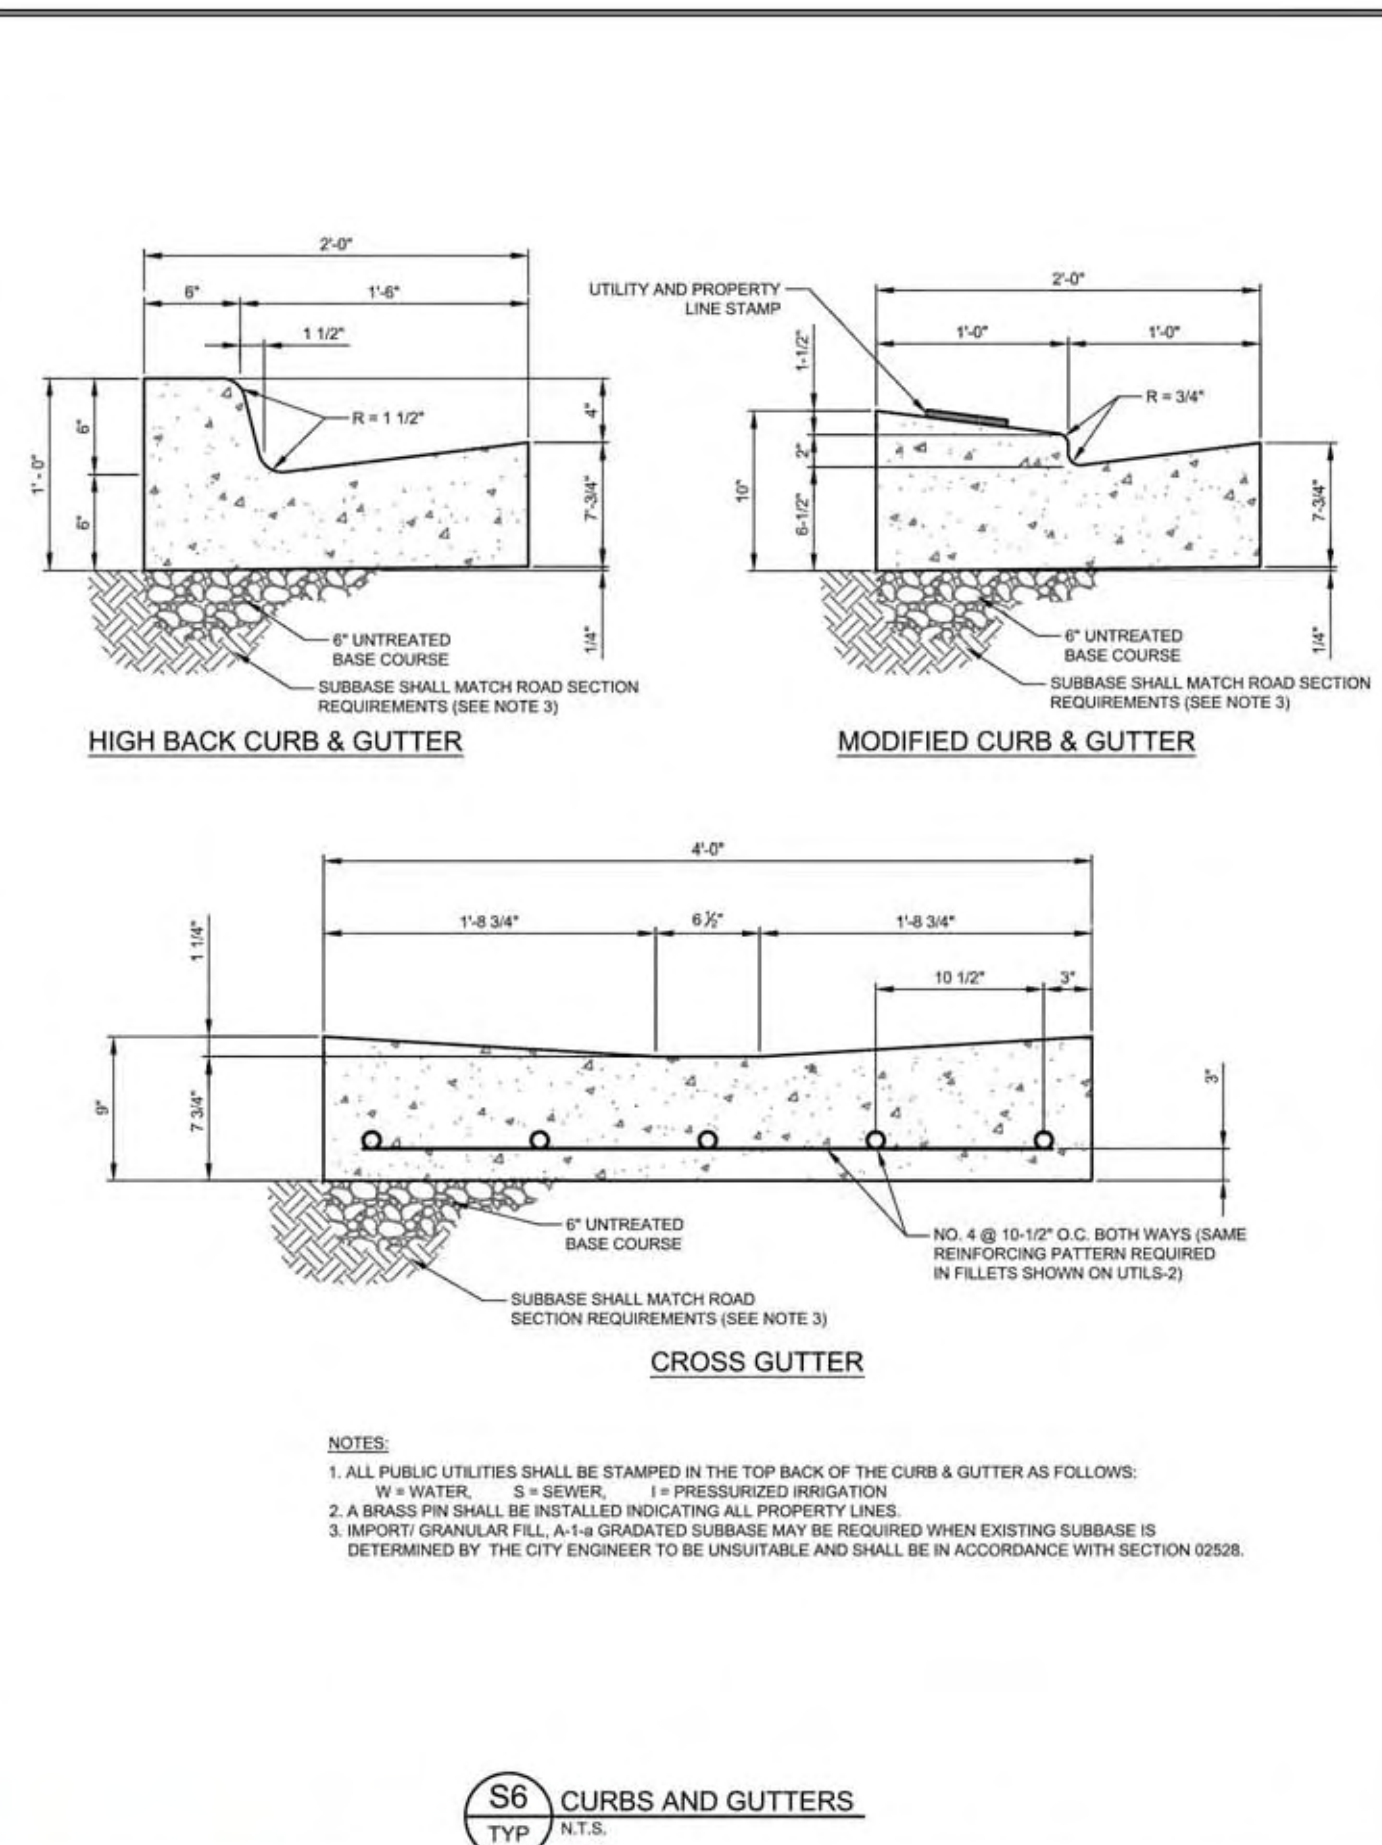 2'-0"
6" 1'-6"
1 1/2"
R = 1 1/2"
1' - 0"
6"
6"
4"
7'-3/4"
1/4"
6" UNTREATED
BASE COURSE
SUBBASE SHALL MATCH ROAD SECTION
REQUIREMENTS (SEE NOTE 3)
HIGH BACK CURB & GUTTER
UTILITY AND PROPERTY
LINE STAMP
2'-0"
1'-0" 1'-0"
1-1/2"
R = 3/4"
2"
10"
6-1/2"
7-3/4"
1/4"
6" UNTREATED
BASE COURSE
SUBBASE SHALL MATCH ROAD SECTION
REQUIREMENTS (SEE NOTE 3)
MODIFIED CURB & GUTTER
4'-0"
1'-8 3/4" 6 ½" 1'-8 3/4"
1 1/4"
10 1/2" 3"
9"
7 3/4"
3"
6" UNTREATED
BASE COURSE
NO. 4 @ 10-1/2" O.C. BOTH WAYS (SAME
REINFORCING PATTERN REQUIRED
IN FILLETS SHOWN ON UTILS-2)
SUBBASE SHALL MATCH ROAD
SECTION REQUIREMENTS (SEE NOTE 3)
CROSS GUTTER
NOTES:
1. ALL PUBLIC UTILITIES SHALL BE STAMPED IN THE TOP BACK OF THE CURB & GUTTER AS FOLLOWS:
W = WATER, S = SEWER, I = PRESSURIZED IRRIGATION
2. A BRASS PIN SHALL BE INSTALLED INDICATING ALL PROPERTY LINES.
3. IMPORT/ GRANULAR FILL, A-1-a GRADATED SUBBASE MAY BE REQUIRED WHEN EXISTING SUBBASE IS
DETERMINED BY THE CITY ENGINEER TO BE UNSUITABLE AND SHALL BE IN ACCORDANCE WITH SECTION 02528.
S6 CURBS AND GUTTERS
TYP N.T.S.